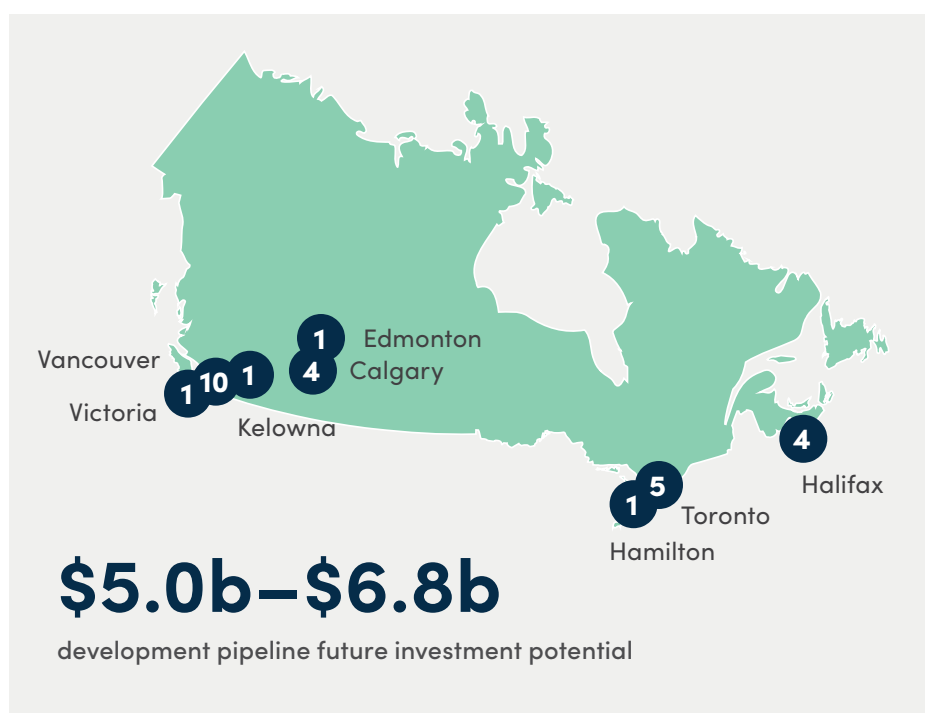 1
Edmonton
Vancouver
10
1
4
Calgary
1
Victoria
Kelowna
4
Halifax
5
1
Toronto
Hamilton
$5.0b–$6.8b
development pipeline future investment potential